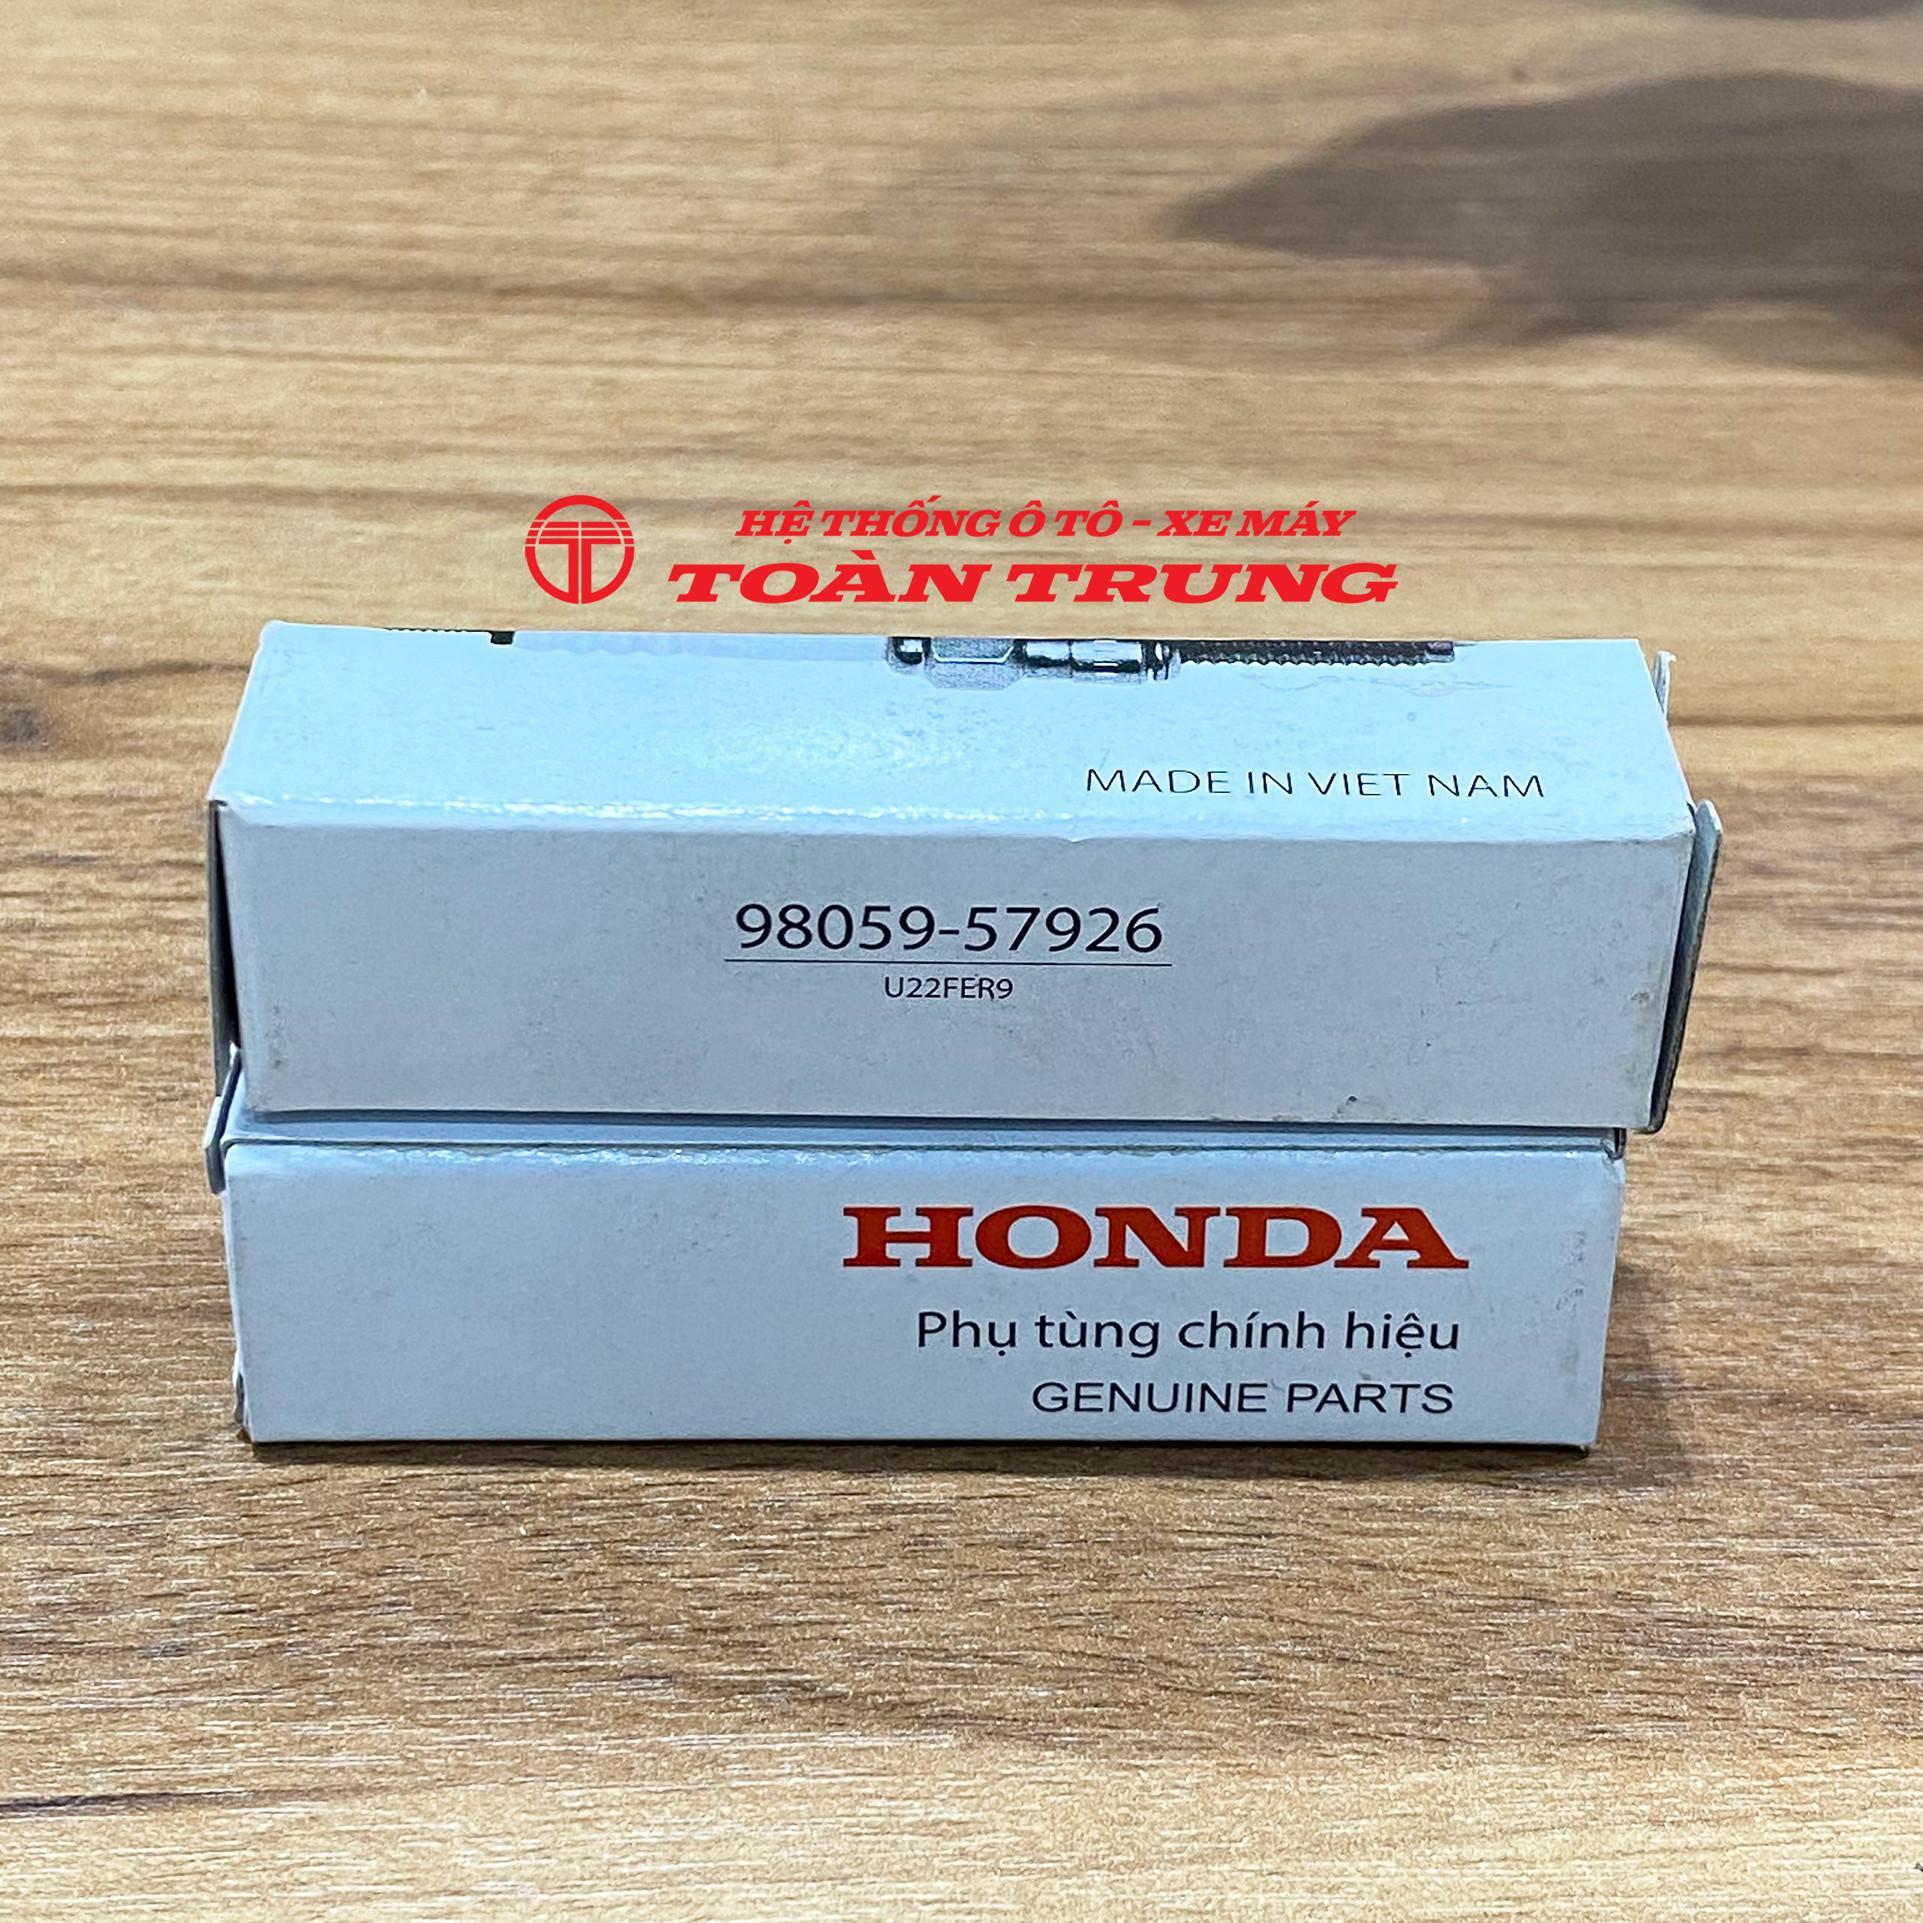 HỆ THỐNG Ô TÔ - XE MÁY
TOÀN TRUNG
MADE IN VIET NAM
98059-57926
U22FER9
HONDA
Phụ tùng chính hiệu
GENUINE PARTS